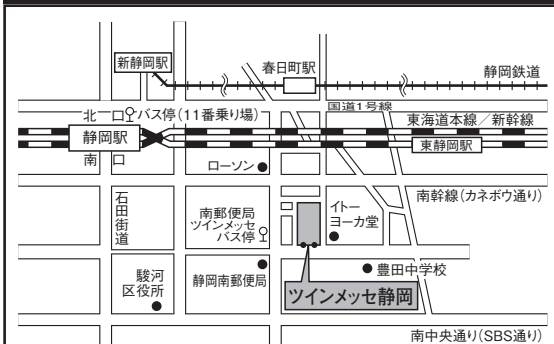 新静岡駅
春日町駅
静岡鉄道
国道1号線
北口
バス停(11番乗り場)
東海道本線/新幹線
静岡駅
東静岡駅
南口
ローソン
南幹線(カネボウ通り)
石田街道
南郵便局
ツインメッセ
バス停
イトー
ヨーカ堂
駿河
区役所
静岡南郵便局
豊田中学校
ツインメッセ静岡
南中央通り(SBS通り)